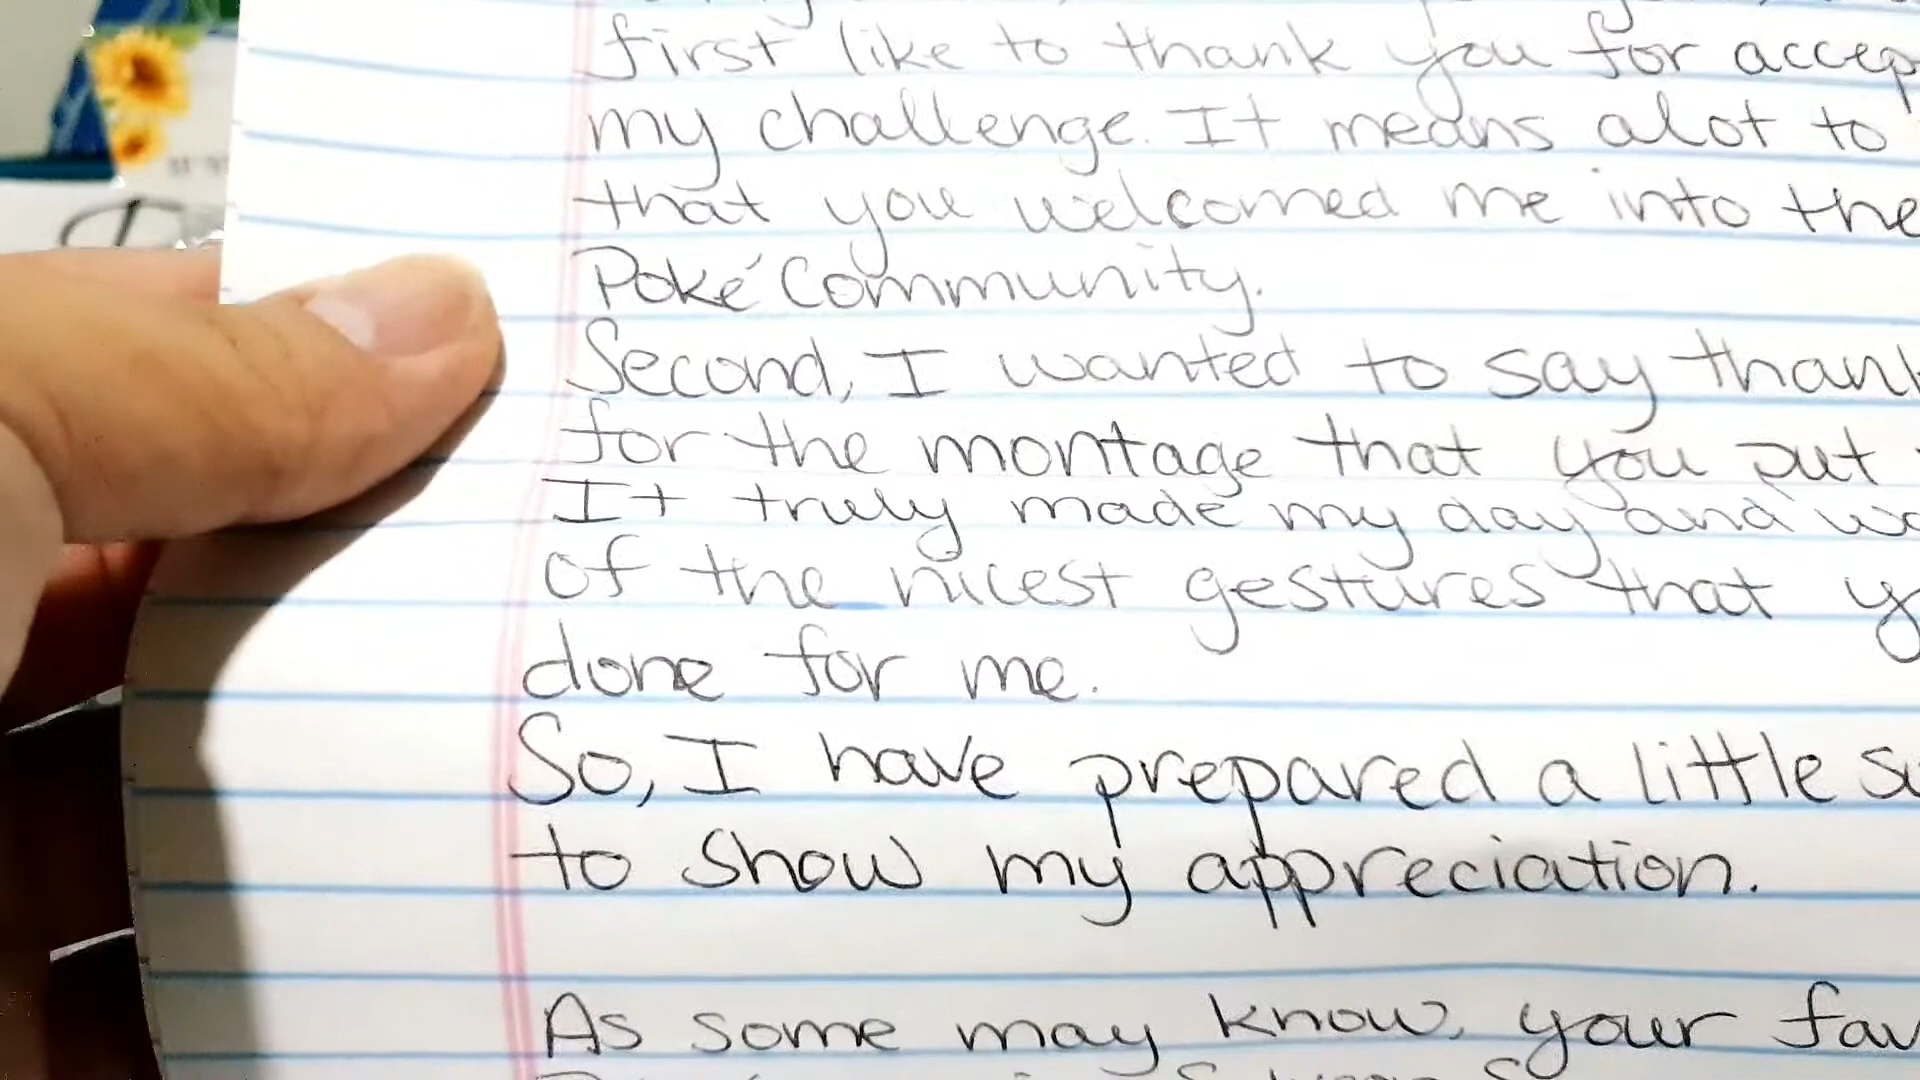 first like to thank you for accep
my challenge. It means alot to
that you welcomed me into the
Poké Community.
Second, I wanted to say thank
for the montage that you put
It truly made my day and wa
of the nicest gestures that y
done for me.
So, I have prepared a little su
to show my appreciation.
As some may know, your fav